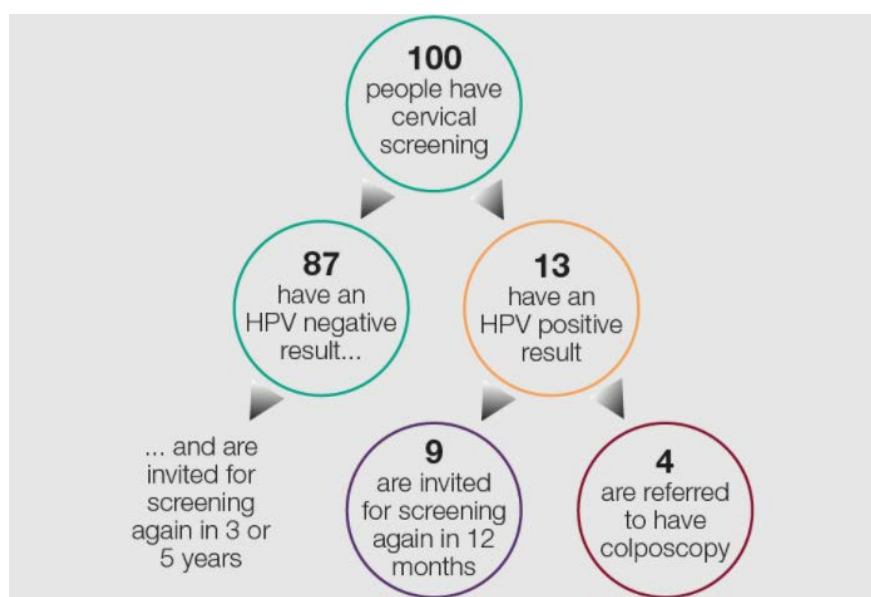 100
people have
cervical
screening
87
have an
HPV negative
result...
13
have an
HPV positive
result
... and are
invited for
screening
again in 3 or
5 years
9
are invited
for screening
again in 12
months
4
are referred
to have
colposcopy